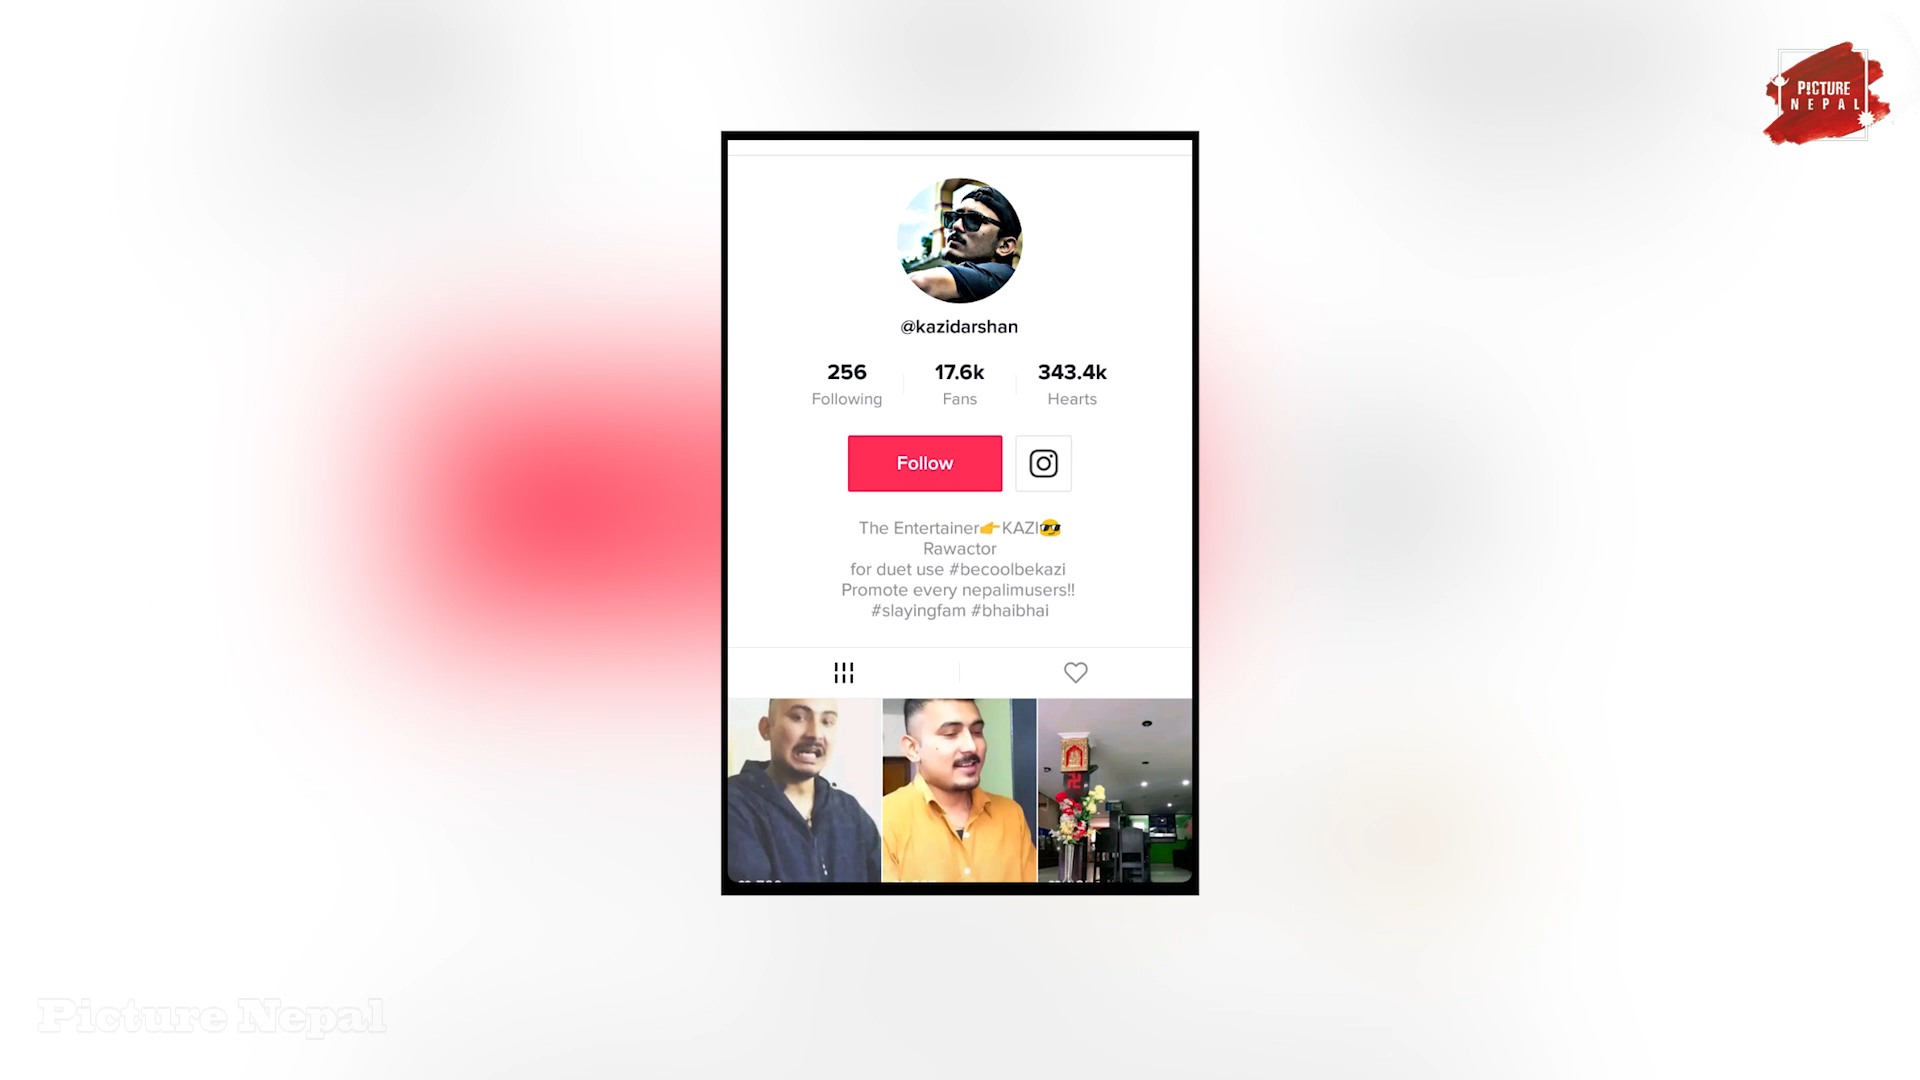 PICTURE
NEPAL
@kazidarshan
256 17.6k 343.4k
Following Fans Hearts
Follow
The Entertainer👉KAZI😎
Rawactor
for duet use #becoolbekazi
Promote every nepalimusers!!
#slayingfam #bhaibhai
Picture Nepal